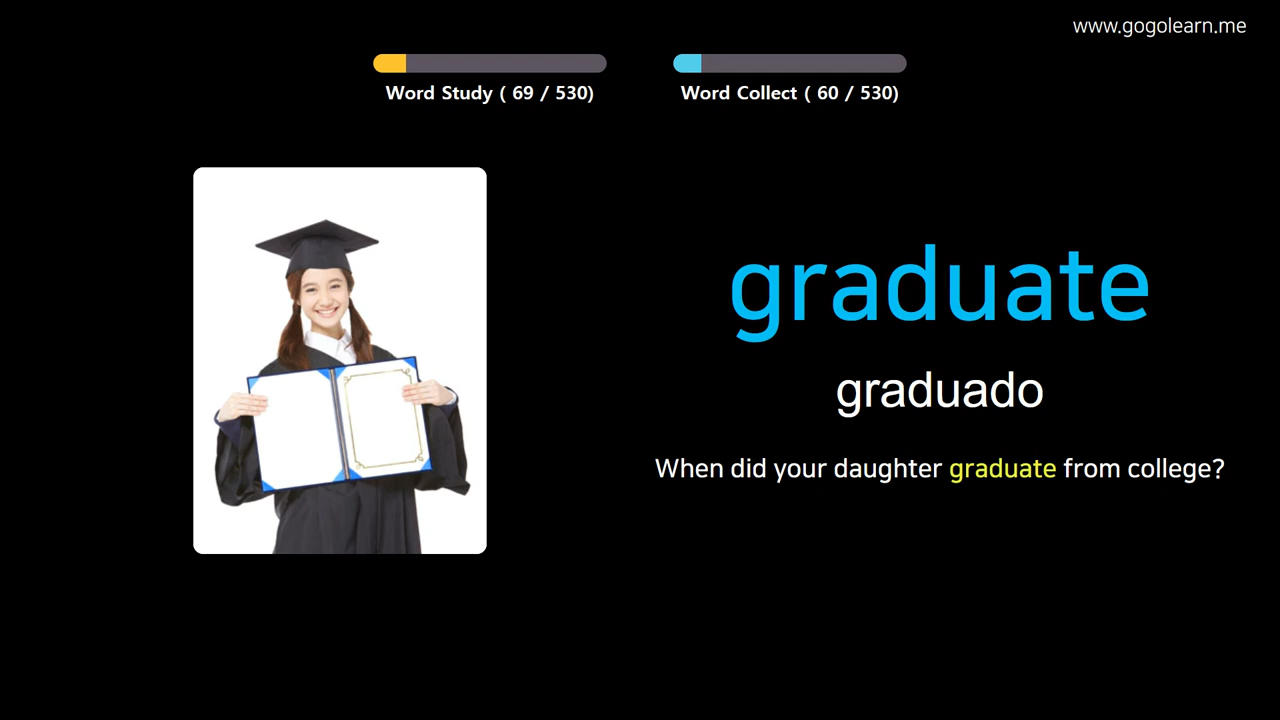 www.gogolearn.me
Word Study ( 69 / 530)
Word Collect ( 60 / 530)
graduate
graduado
When did your daughter graduate from college?